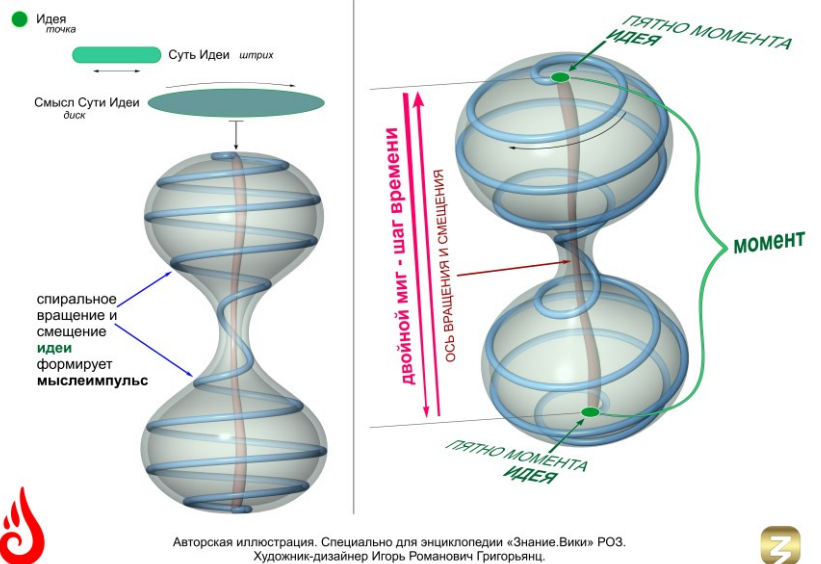 Идея
точка
Суть Идеи штрих
Смысл Сути Идеи
диск
спиральное
вращение и
смещение
идеи
формирует
мыслеимпульс
ПЯТНО МОМЕНТА
ИДЕЯ
двойной миг - шаг времени
ОСЬ ВРАЩЕНИЯ И СМЕЩЕНИЯ
момент
ПЯТНО МОМЕНТА
ИДЕЯ
Авторская иллюстрация. Специально для энциклопедии «Знание.Вики» РОЗ.
Художник-дизайнер Игорь Романович Григорьянц.